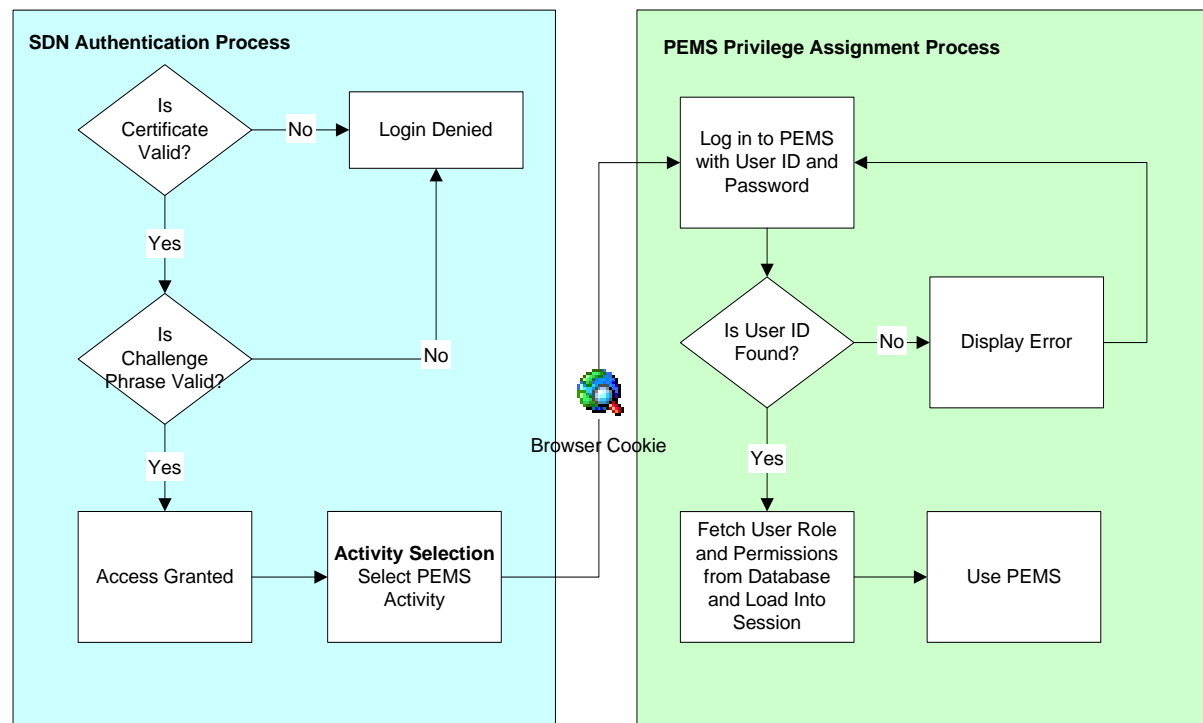 SDN Authentication Process
Is
Certificate
Valid?
No
Login Denied
Yes
Is
Challenge
Phrase Valid?
No
Yes
Access Granted
Activity Selection
Select PEMS
Activity
Browser Cookie
PEMS Privilege Assignment Process
Log in to PEMS
with User ID and
Password
Is User ID
Found?
No
Display Error
Yes
Fetch User Role
and Permissions
from Database
and Load Into
Session
Use PEMS